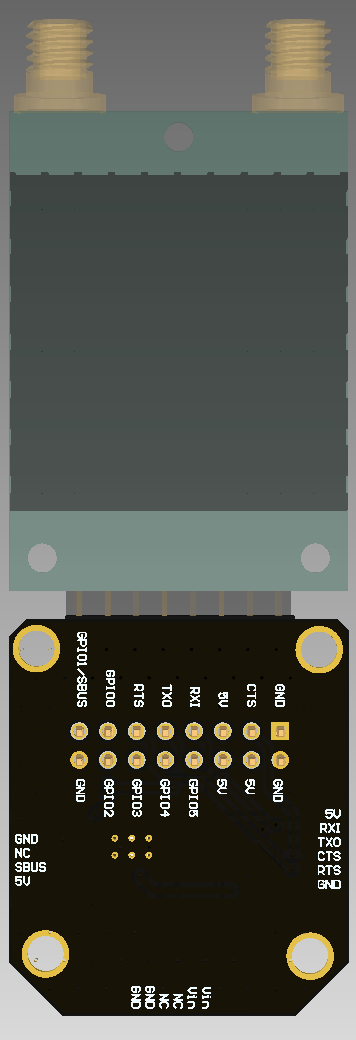 GPIO1/SBUS
GPIO0
RTS
TXO
RXI
5V
CTS
GND
GND
GPIO2
GPIO3
GPIO4
GPIO5
5V
5V
GND
5V
RXI
TXO
CTS
RTS
GND
GND
NC
SBUS
5V
GND
GND
NC
NC
Vin
Vin